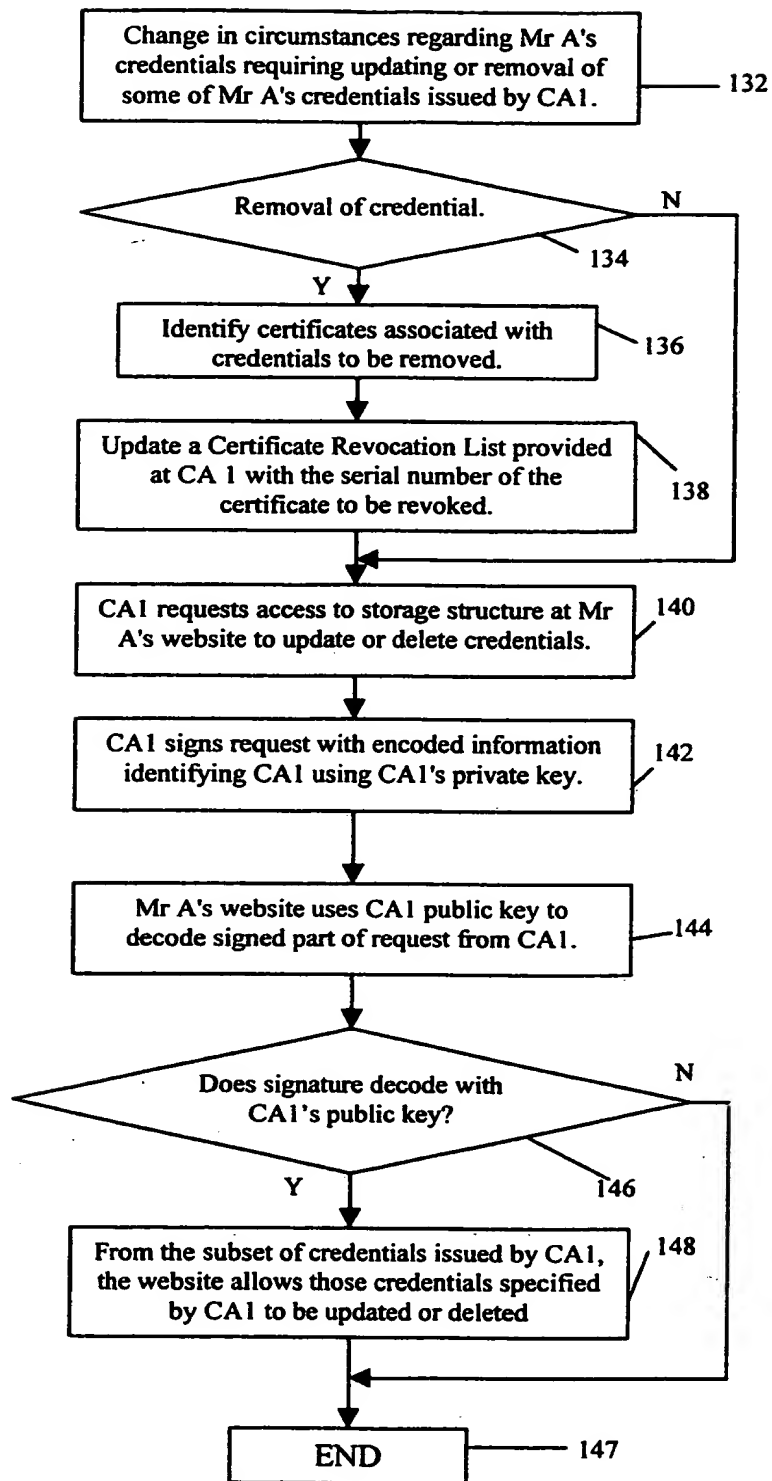 Change in circumstances regarding Mr A's
credentials requiring updating or removal of
some of Mr A's credentials issued by CA1.
132
Removal of credential.
N
134
Y
Identify certificates associated with
credentials to be removed.
136
Update a Certificate Revocation List provided
at CA 1 with the serial number of the
certificate to be revoked.
138
CA1 requests access to storage structure at Mr
A's website to update or delete credentials.
140
CA1 signs request with encoded information
identifying CA1 using CA1's private key.
142
Mr A's website uses CA1 public key to
decode signed part of request from CA1.
144
Does signature decode with
CA1's public key?
N
146
Y
From the subset of credentials issued by CA1,
the website allows those credentials specified
by CA1 to be updated or deleted
148
END
147